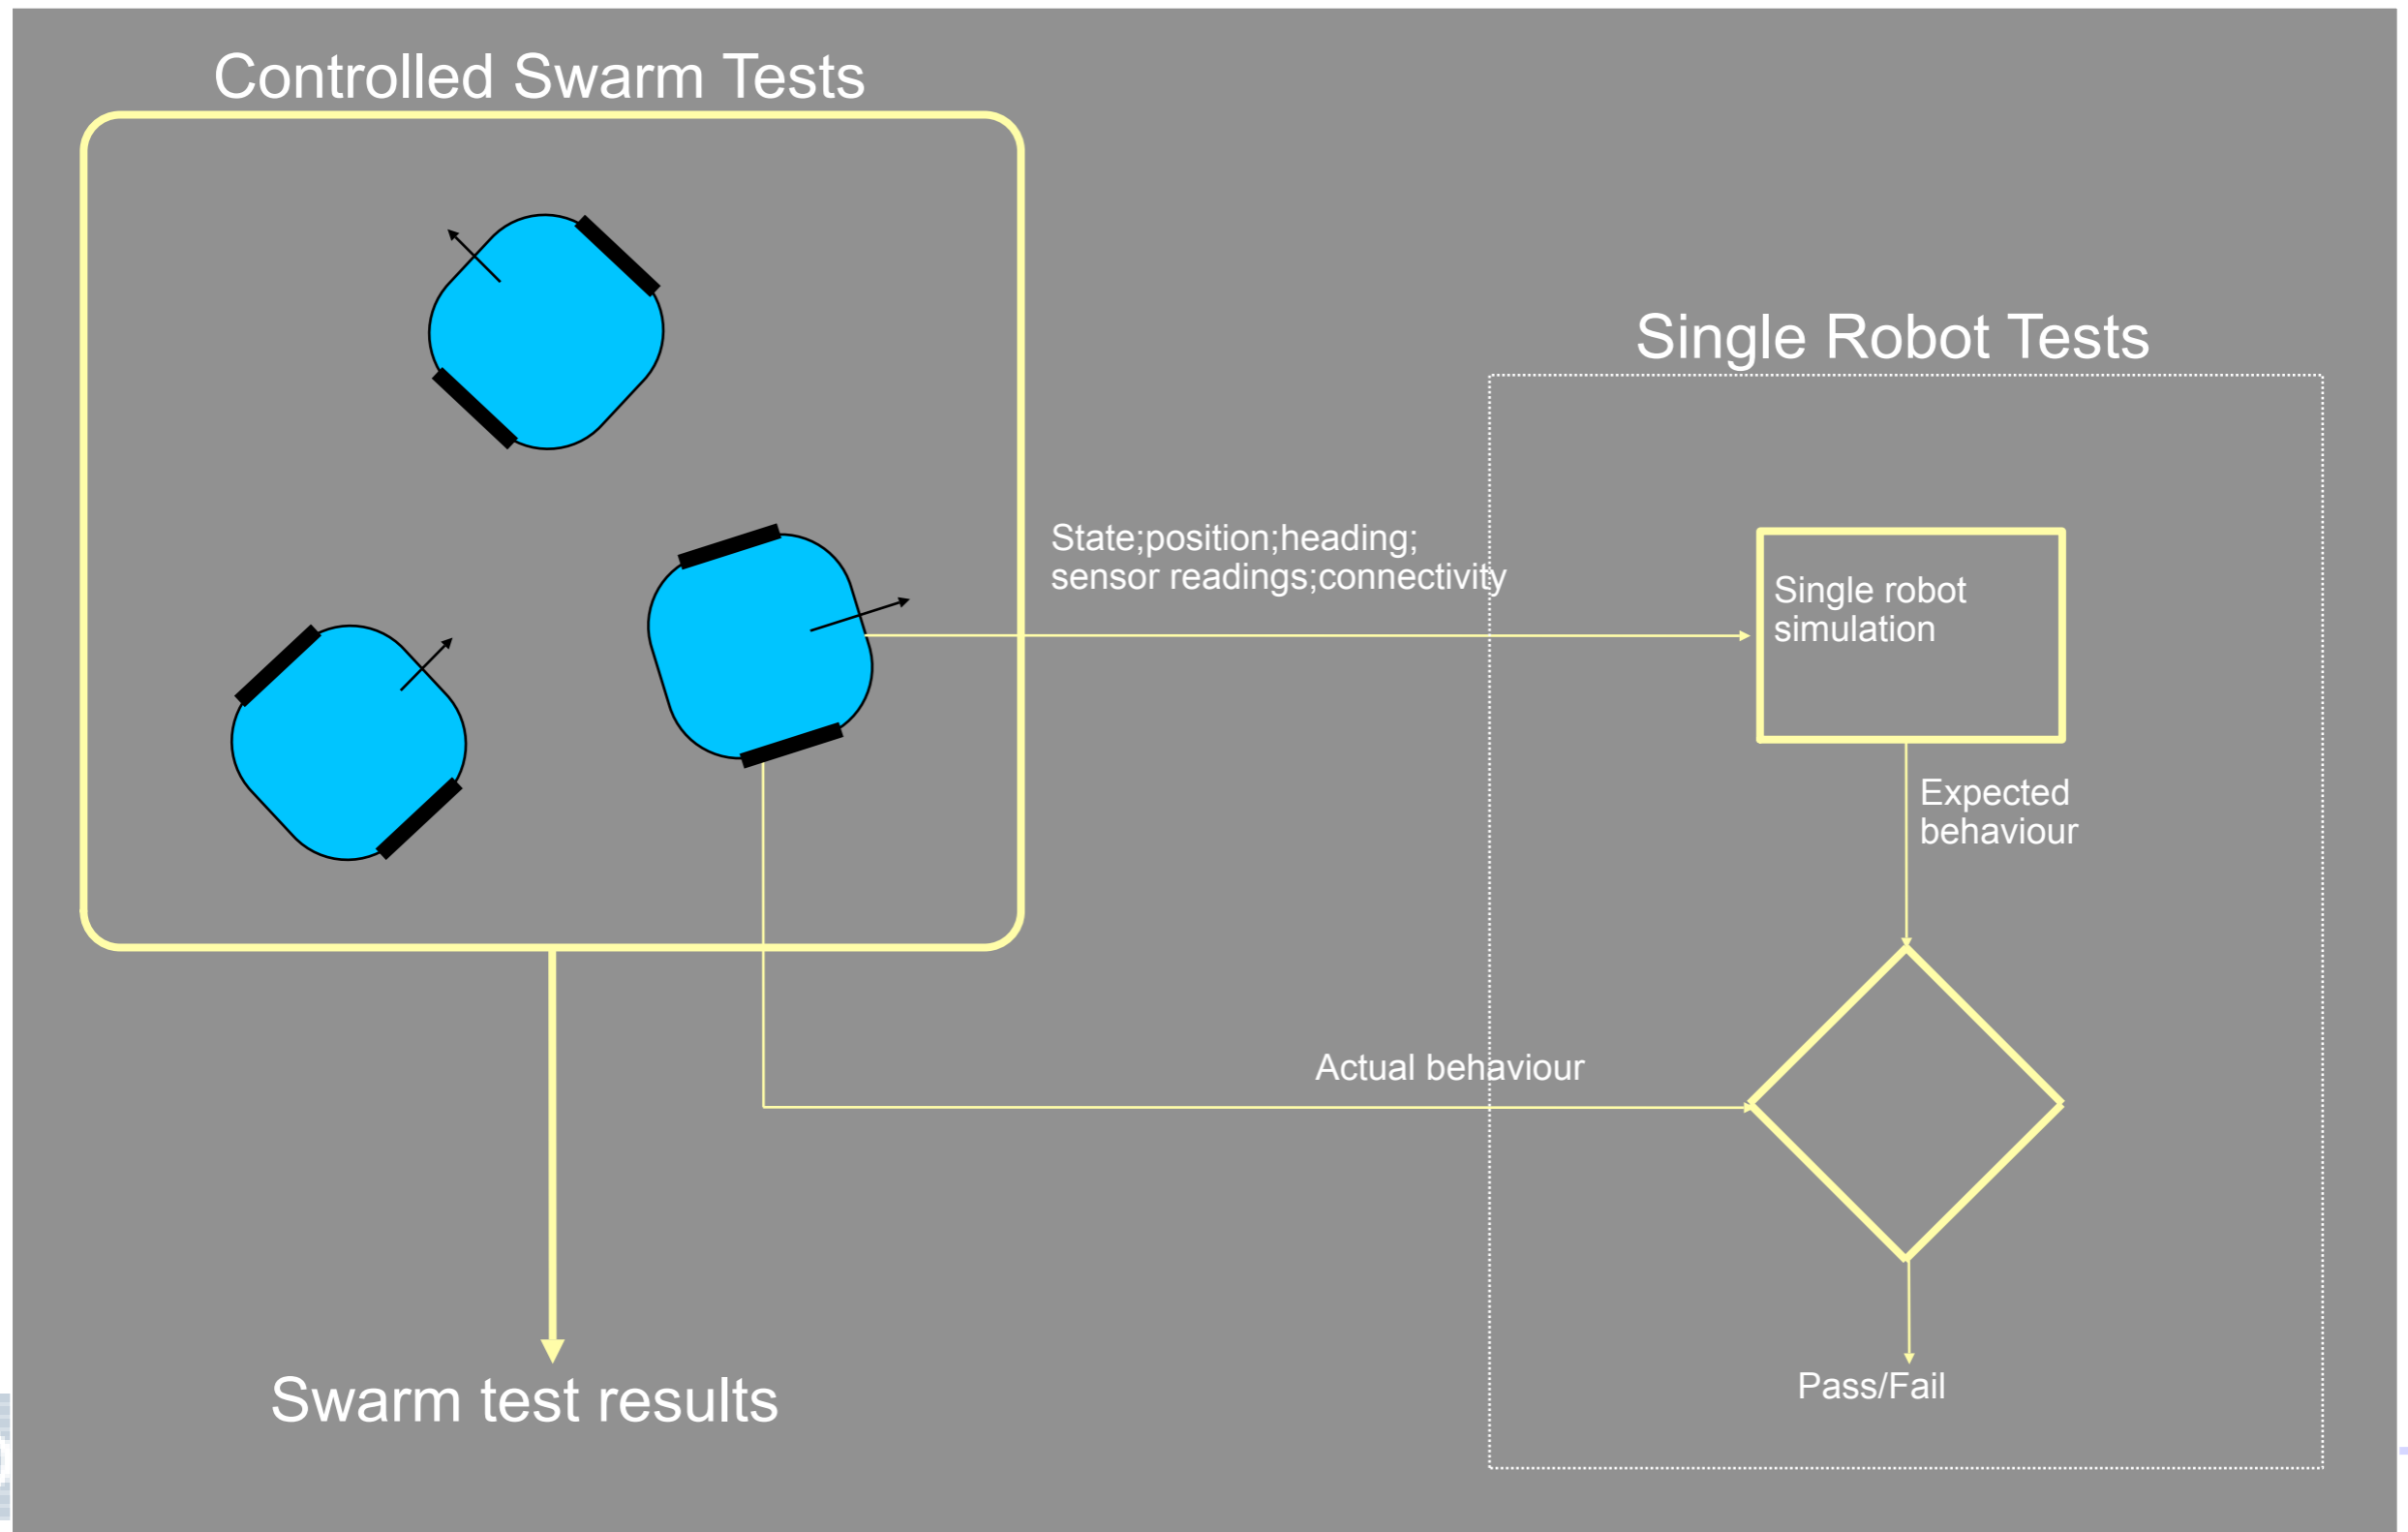 Controlled Swarm Tests
Single Robot Tests
State;position;heading;
sensor readings;connectivity
Single robot
simulation
Expected
behaviour
Actual behaviour
Swarm test results
Pass/Fail